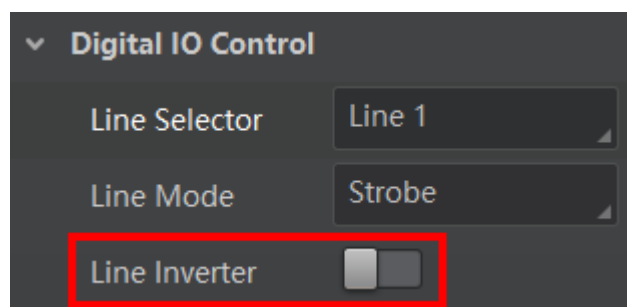 Digital IO Control
Line Selector Line 1
Line Mode Strobe
Line Inverter